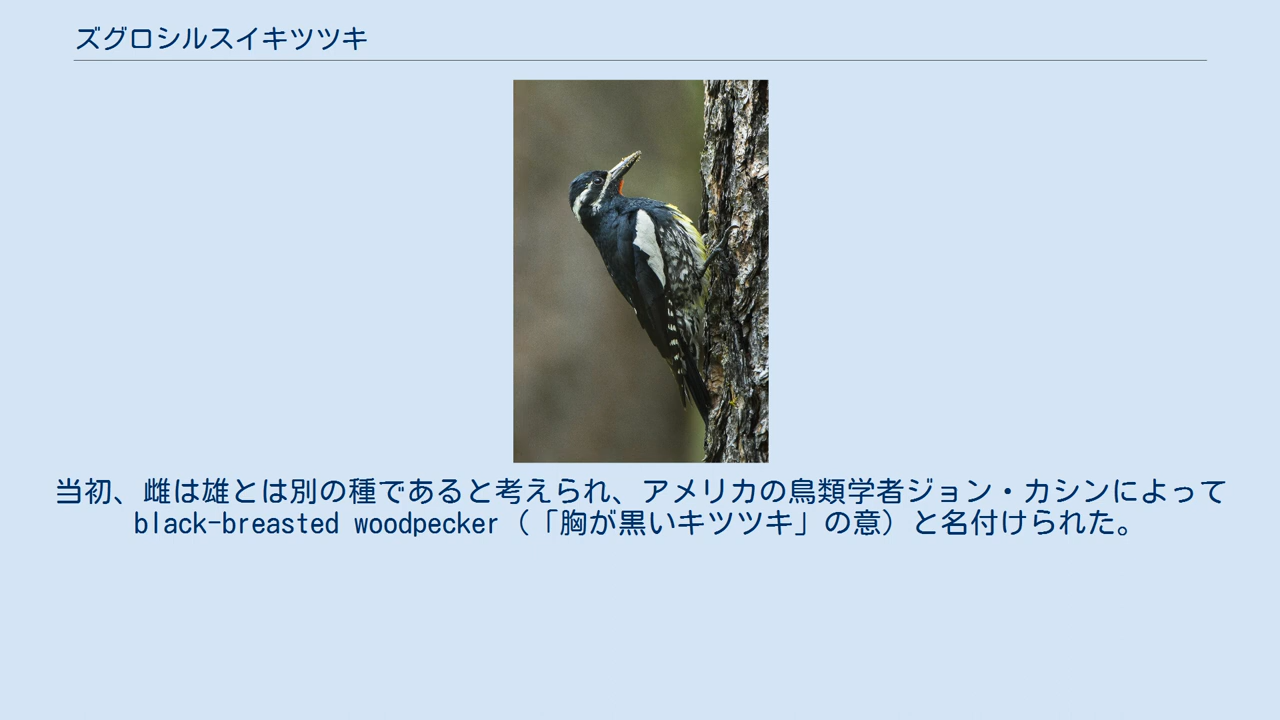 ズグロシルスイキツツキ
当初、雌は雄とは別の種であると考えられ、アメリカの鳥類学者ジョン・カシンによって
black-breasted woodpecker（「胸が黒いキツツキ」の意）と名付けられた。